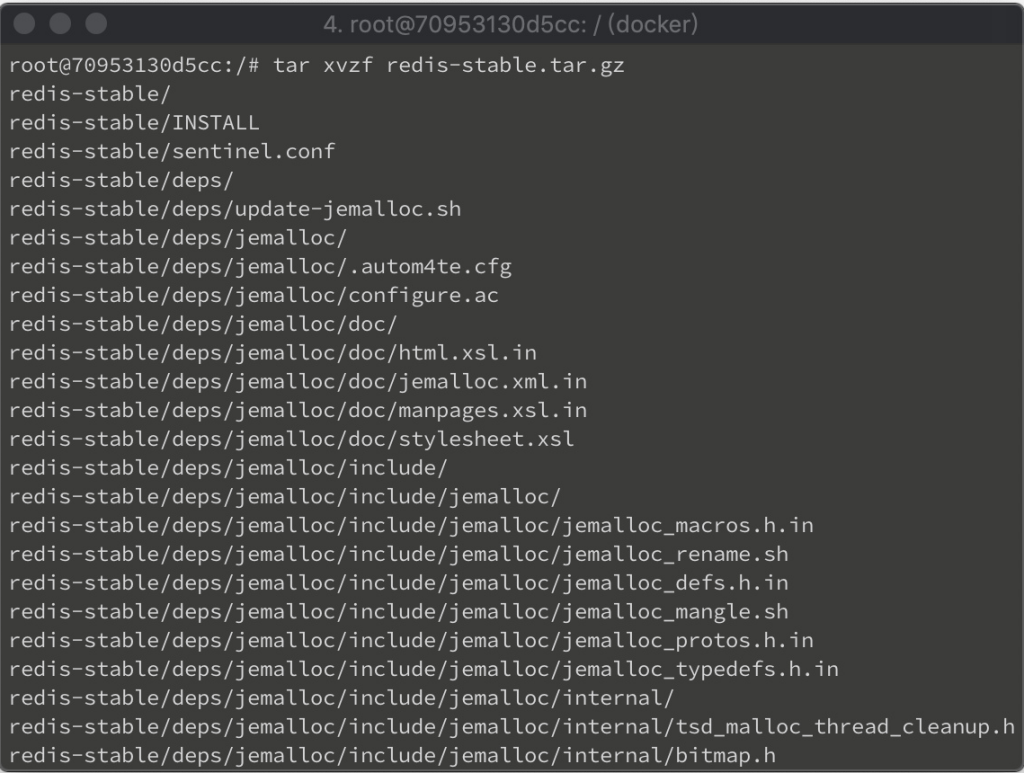 4. root@70953130d5cc: / (docker)
root@70953130d5cc:/# tar xvzf redis-stable.tar.gz
redis-stable/
redis-stable/INSTALL
redis-stable/sentinel.conf
redis-stable/deps/
redis-stable/deps/update-jemalloc.sh
redis-stable/deps/jemalloc/
redis-stable/deps/jemalloc/.autom4te.cfg
redis-stable/deps/jemalloc/configure.ac
redis-stable/deps/jemalloc/doc/
redis-stable/deps/jemalloc/doc/html.xsl.in
redis-stable/deps/jemalloc/doc/jemalloc.xml.in
redis-stable/deps/jemalloc/doc/manpages.xsl.in
redis-stable/deps/jemalloc/doc/stylesheet.xsl
redis-stable/deps/jemalloc/include/
redis-stable/deps/jemalloc/include/jemalloc/
redis-stable/deps/jemalloc/include/jemalloc/jemalloc_macros.h.in
redis-stable/deps/jemalloc/include/jemalloc/jemalloc_rename.sh
redis-stable/deps/jemalloc/include/jemalloc/jemalloc_defs.h.in
redis-stable/deps/jemalloc/include/jemalloc/jemalloc_mangle.sh
redis-stable/deps/jemalloc/include/jemalloc/jemalloc_protos.h.in
redis-stable/deps/jemalloc/include/jemalloc/jemalloc_typedefs.h.in
redis-stable/deps/jemalloc/include/jemalloc/internal/
redis-stable/deps/jemalloc/include/jemalloc/internal/tsd_malloc_thread_cleanup.h
redis-stable/deps/jemalloc/include/jemalloc/internal/bitmap.h